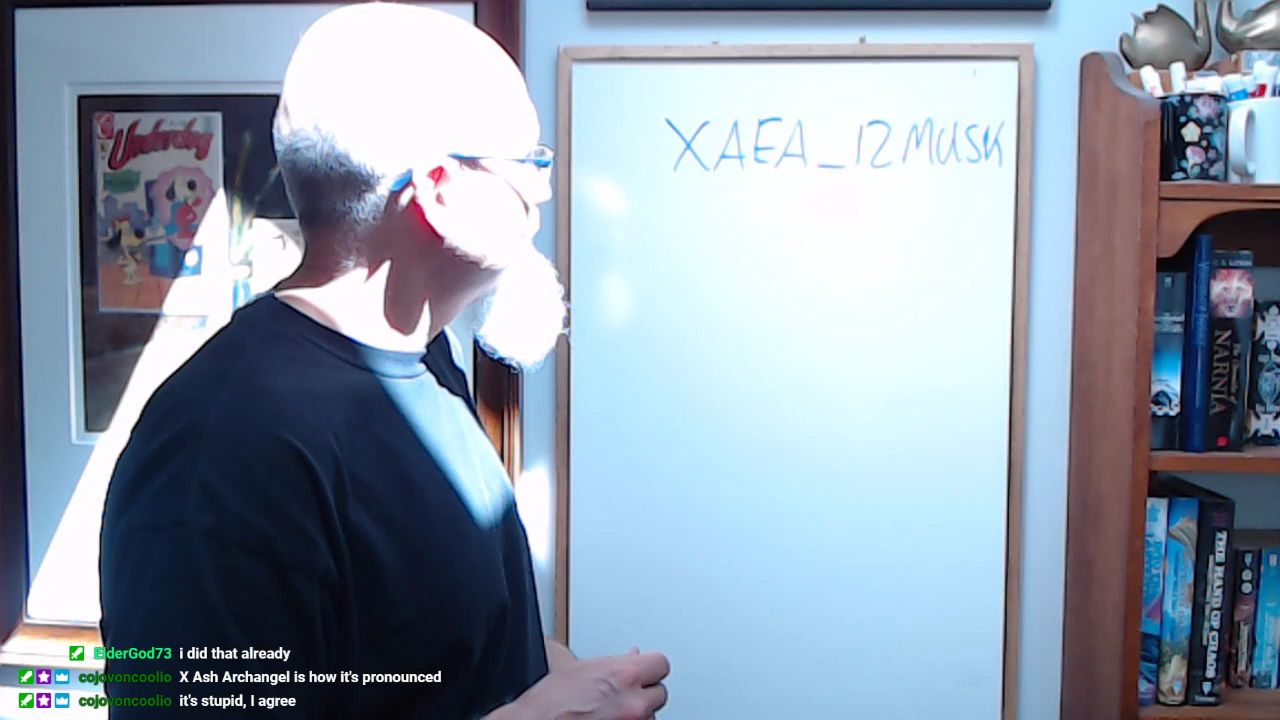 XAEA_12 MUSK
Underdog
NARNIA
THE HAND OF CHAOS
ElderGod73 i did that already
cojovoncoolio X Ash Archangel is how it's pronounced
cojovoncoolio it's stupid, I agree